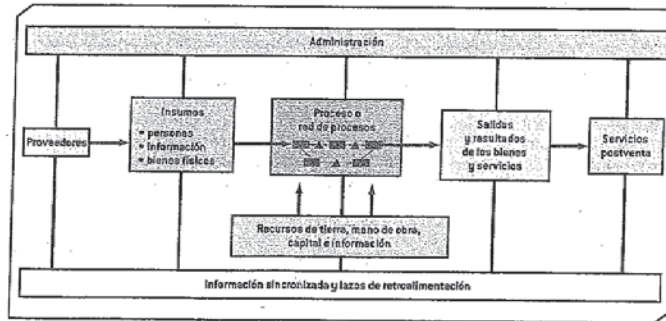 Administración
Proveedores
Insumos
• personas
• información
• bienes físicos
Proceso o
red de procesos
Salidas
y resultados
de los bienes
y servicios
Servicios
postventa
Recursos de tierra, mano de obra,
capital e información
Información sincronizada y lazos de retroalimentación